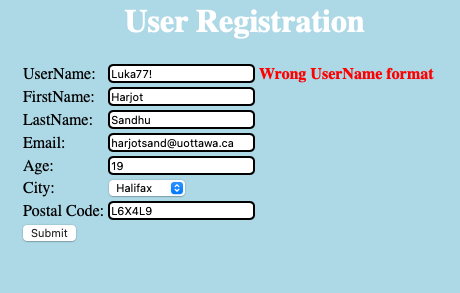 User Registration
UserName: Luka77! Wrong UserName format
FirstName: Harjot
LastName: Sandhu
Email: harjotsand@uottawa.ca
Age: 19
City: Halifax
Postal Code: L6X4L9
Submit